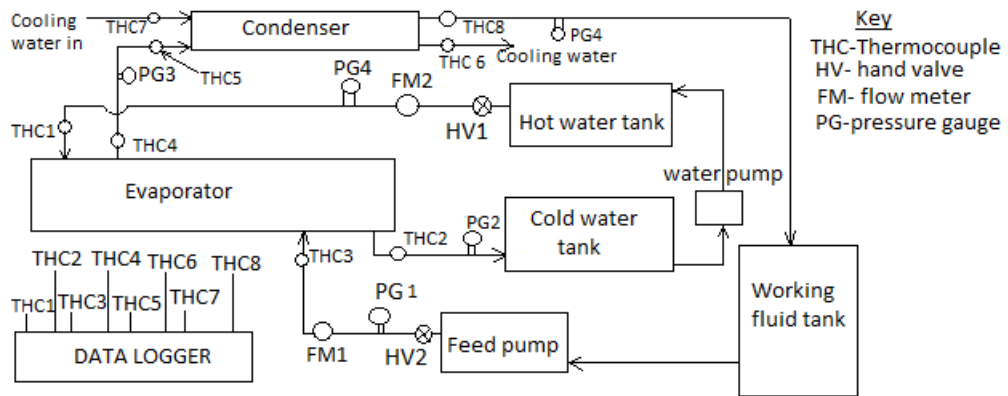 Cooling
water in
THC7
Condenser
THC8
PG4
THC 6
Cooling water
THC5
PG3
Key
THC-Thermocouple
HV- hand valve
FM- flow meter
PG-pressure gauge
PG4
FM2
HV1
Hot water tank
THC1
THC4
water pump
Evaporator
THC2
PG2
Cold water
tank
THC3
THC2
THC4
THC6
THC8
THC1
THC3
THC5
THC7
DATA LOGGER
PG 1
FM1
HV2
Feed pump
Working
fluid tank